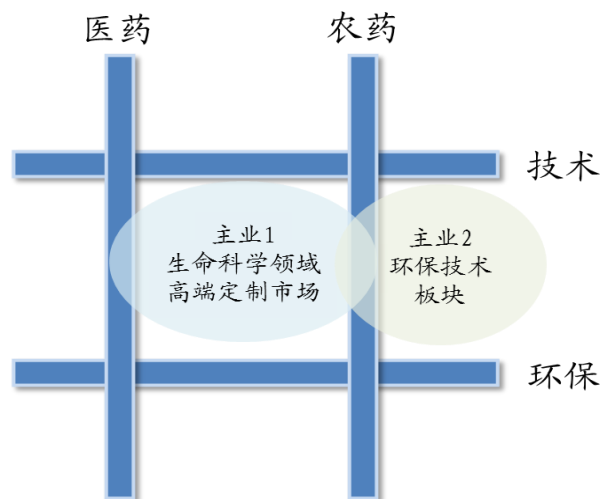 医药
农药
技术
主业1
生命科学领域
高端定制市场
主业2
环保技术
板块
环保